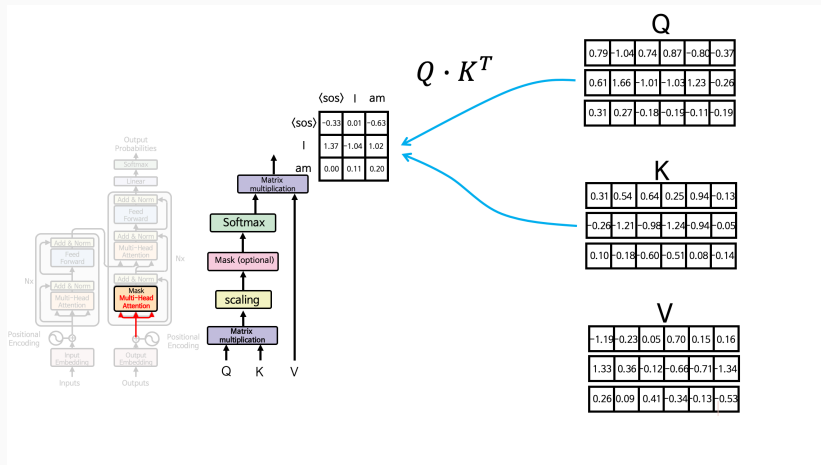 Q
0.79 -1.04 0.74 0.87 -0.80 -0.37
0.61 1.66 -1.01 -1.03 1.23 -0.26
0.31 0.27 -0.18 -0.19 -0.11 -0.19
Q · K^T
⟨sos⟩ I am
⟨sos⟩ -0.33 0.01 -0.63
I 1.37 -1.04 1.02
am 0.00 0.11 0.20
K
0.31 0.54 0.64 0.25 0.94 -0.13
-0.26 -1.21 -0.98 -1.24 -0.94 -0.05
0.10 -0.18 -0.60 -0.51 0.08 -0.14
V
-1.19 -0.23 0.05 0.70 0.15 0.16
1.33 0.36 -0.12 -0.66 -0.71 -1.34
0.26 0.09 0.41 -0.34 -0.13 -0.53
Matrix
multiplication
Softmax
Mask (optional)
scaling
Matrix
multiplication
Q K V
Output
Probabilities
Softmax
Linear
Add & Norm
Feed
Forward
Add & Norm
Multi-Head
Attention
Nx
Add & Norm
Mask
Multi-Head
Attention
Positional
Encoding
Output
Embedding
Outputs
Add & Norm
Feed
Forward
Nx
Add & Norm
Multi-Head
Attention
Positional
Encoding
Input
Embedding
Inputs